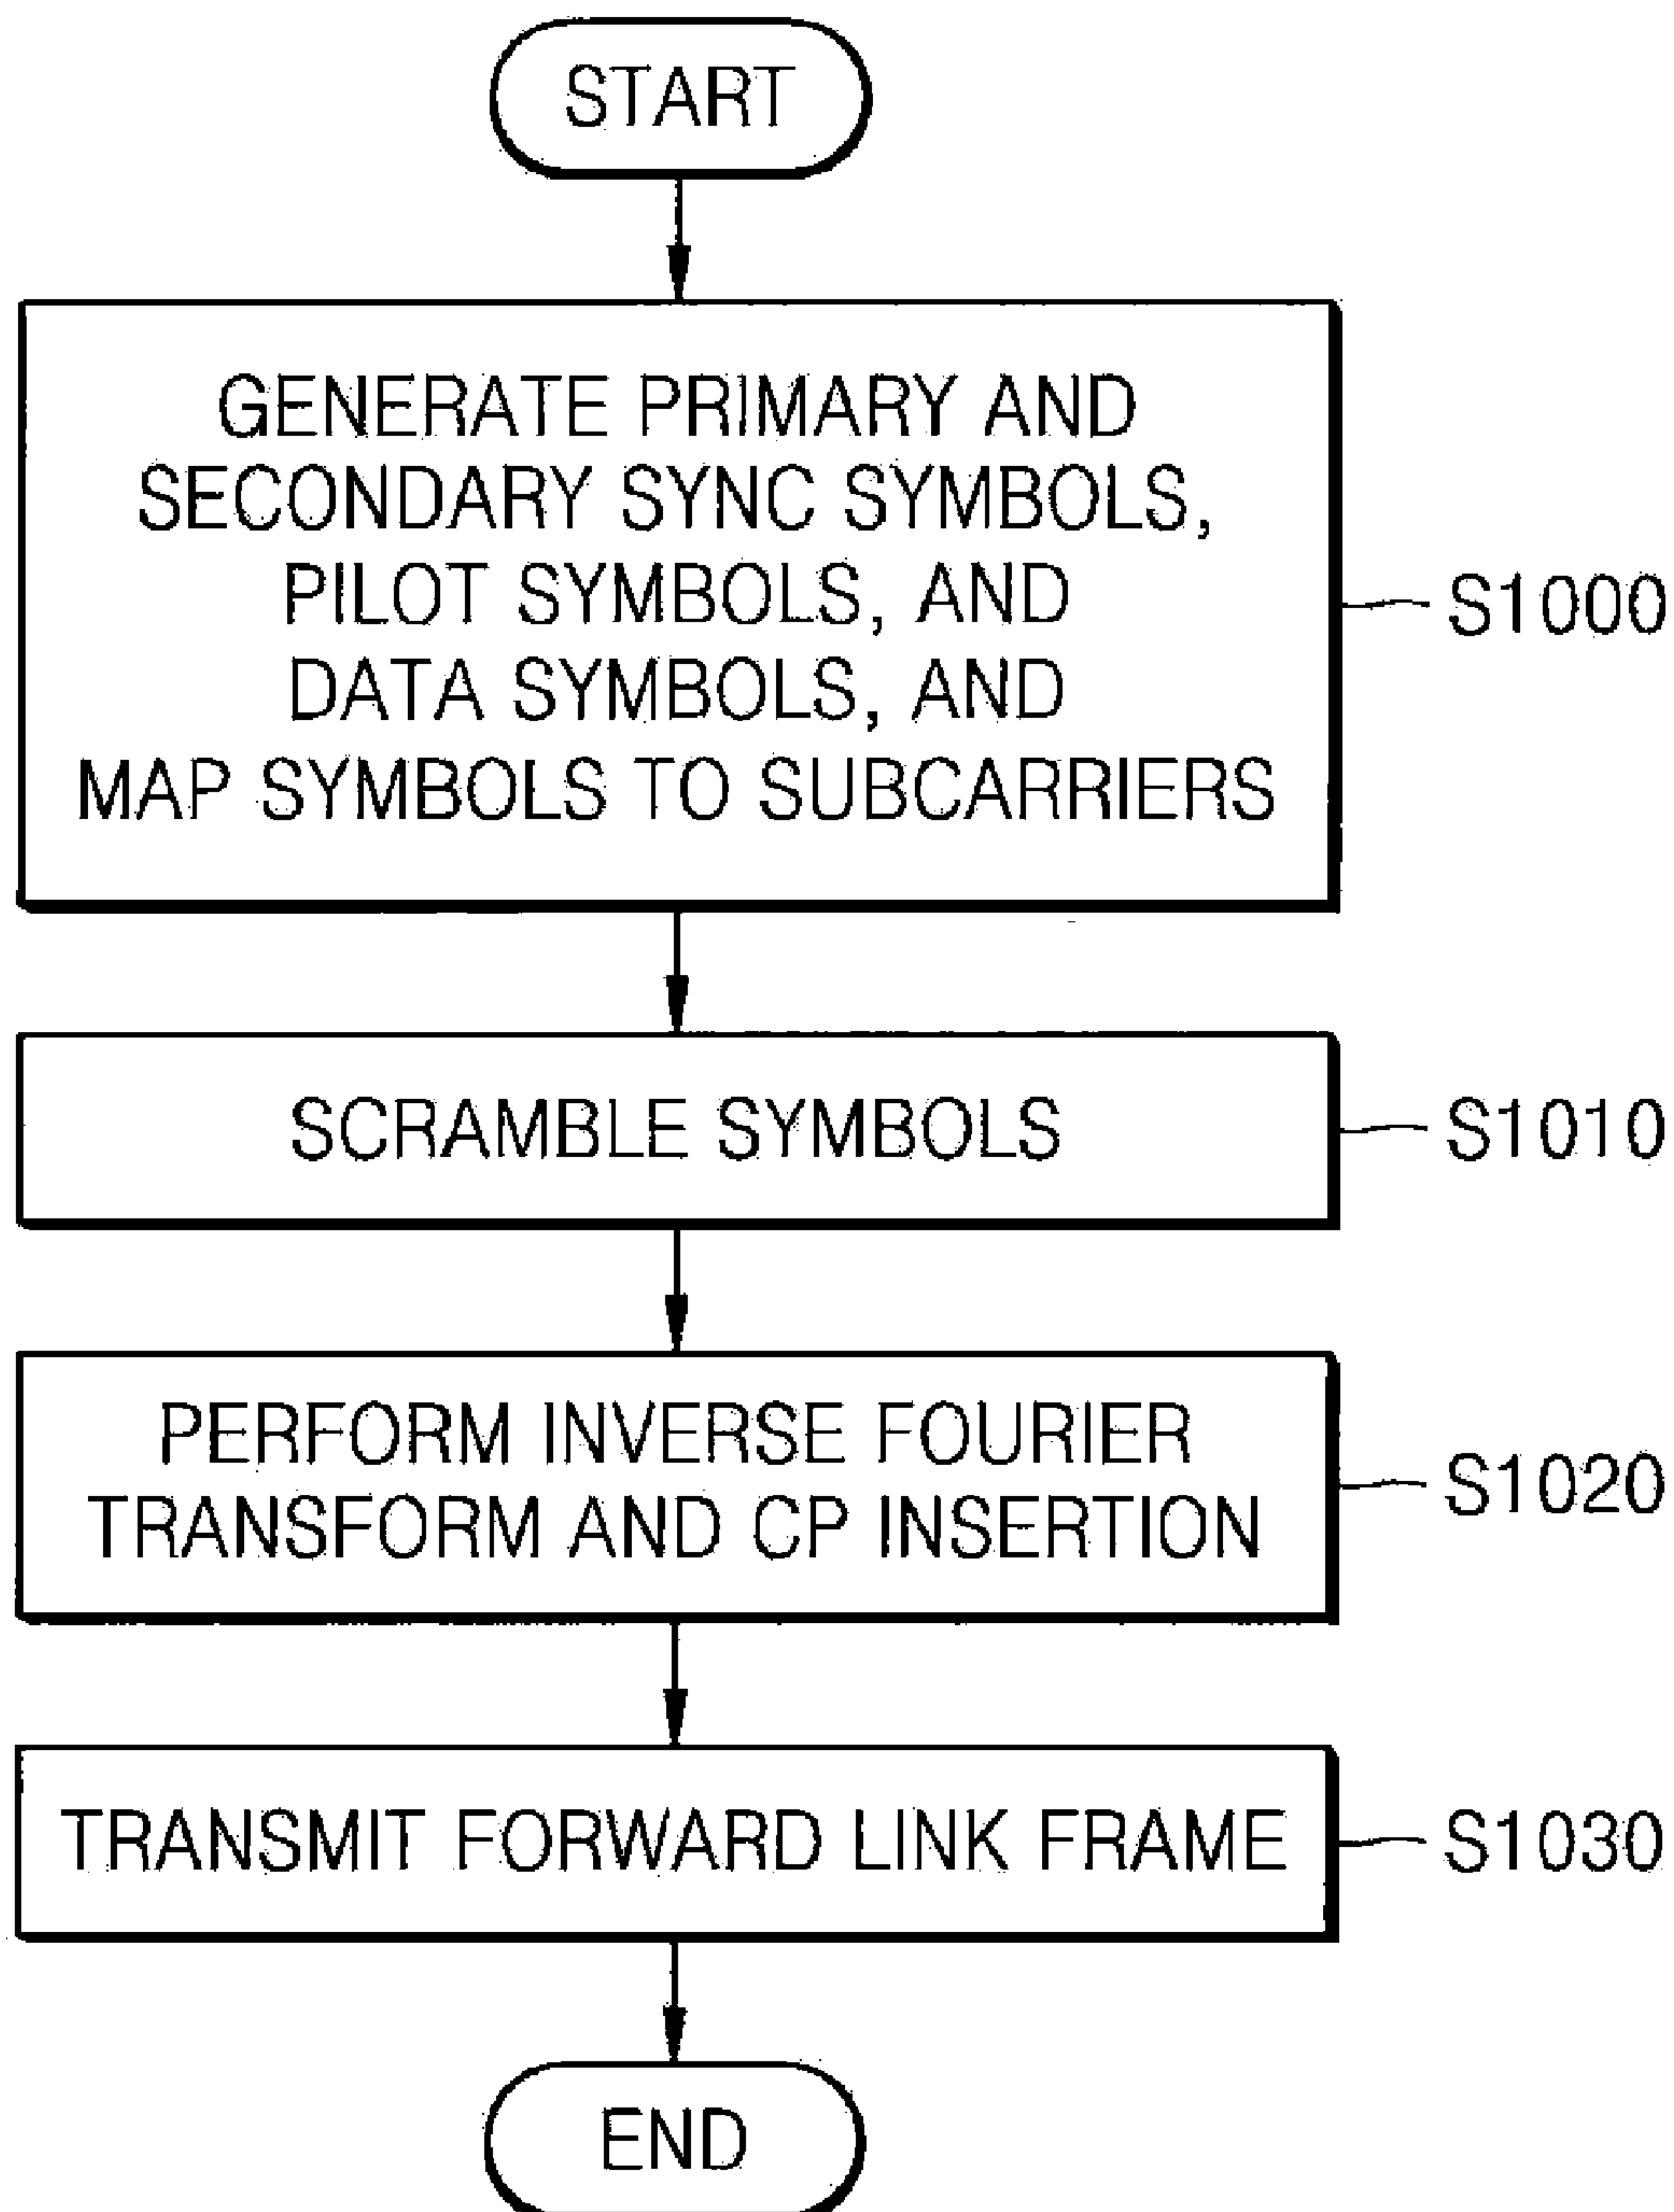 START
GENERATE PRIMARY AND
SECONDARY SYNC SYMBOLS,
PILOT SYMBOLS, AND
DATA SYMBOLS, AND
MAP SYMBOLS TO SUBCARRIERS
S1000
SCRAMBLE SYMBOLS
S1010
PERFORM INVERSE FOURIER
TRANSFORM AND CP INSERTION
S1020
TRANSMIT FORWARD LINK FRAME
S1030
END